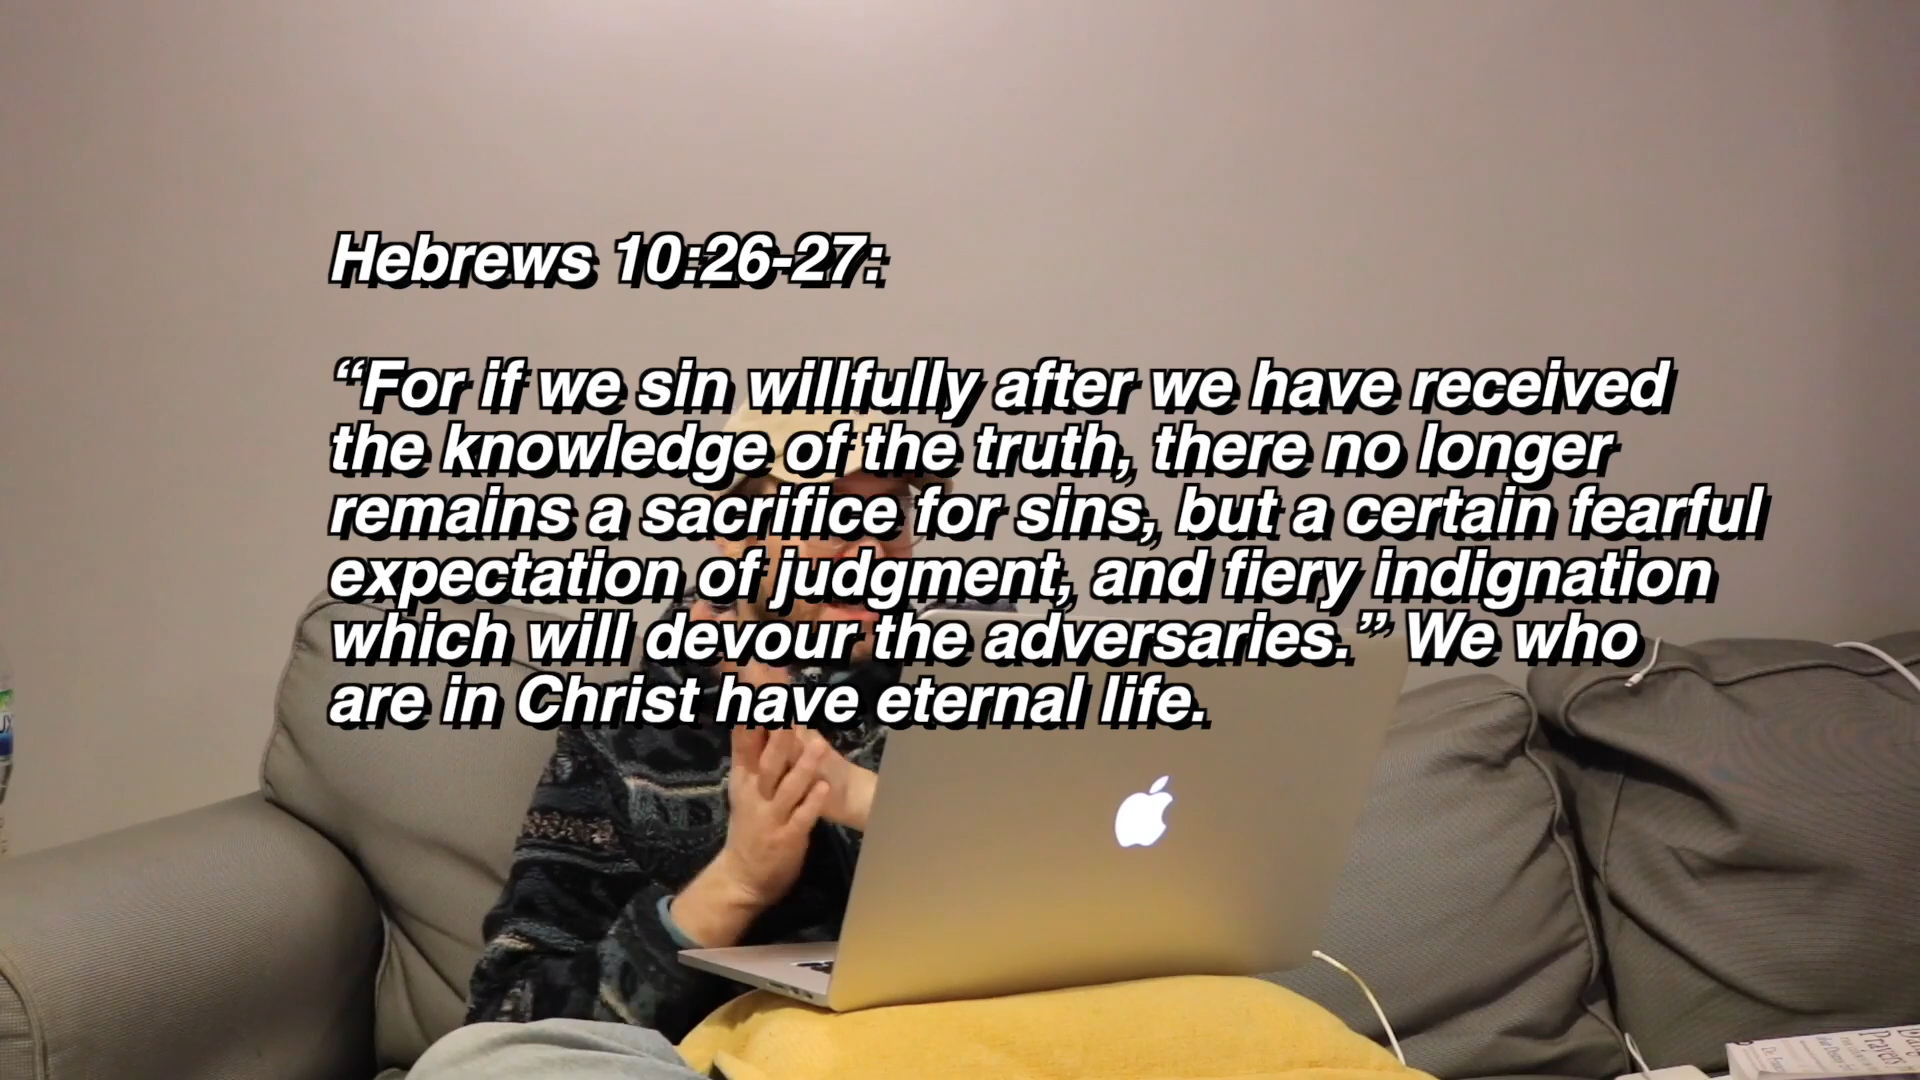 Hebrews 10:26-27:
“For if we sin willfully after we have received
the knowledge of the truth, there no longer
remains a sacrifice for sins, but a certain fearful
expectation of judgment, and fiery indignation
which will devour the adversaries.” We who
are in Christ have eternal life.
Prayers